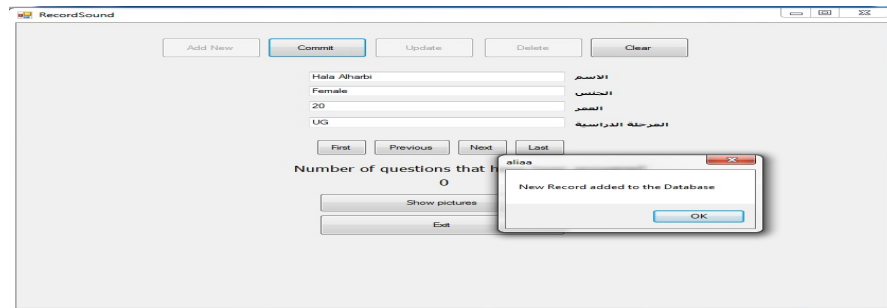 RecordSound
Add New Commit Update Delete Clear
Hala Alharbi الاسم
Female الجنس
20 العمر
UG المرحلة الدراسية
First Previous Next Last
aliaa
Number of questions that
0
New Record added to the Database
OK
Show pictures
Exit